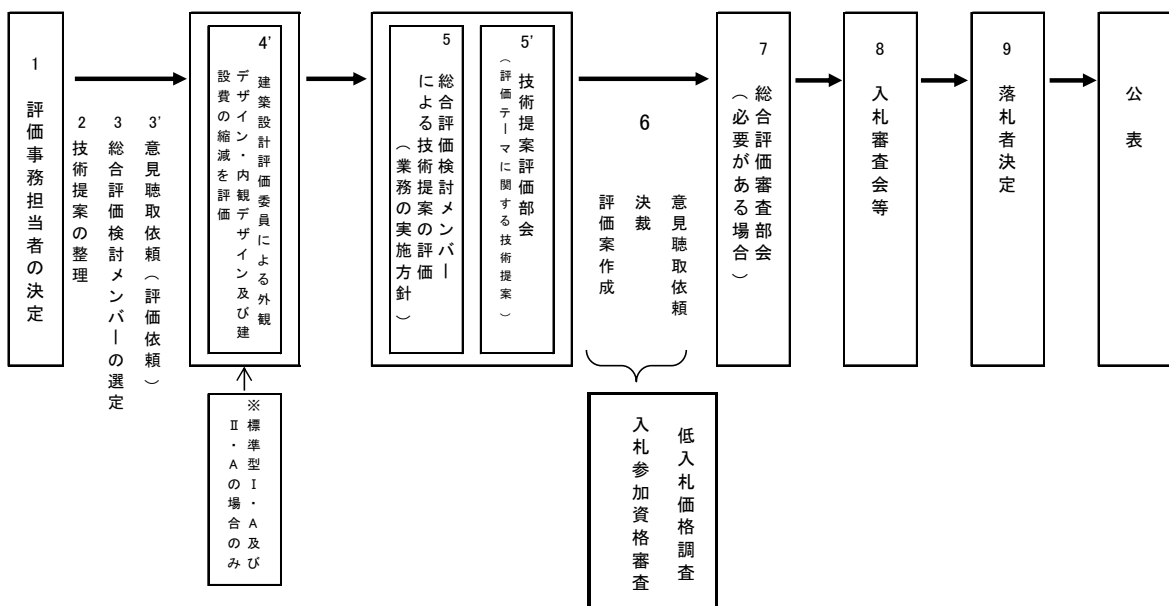 1　評価事務担当者の決定
2　技術提案の整理
3　総合評価検討メンバーの選定
3'　意見聴取依頼（評価依頼）
4'　建築設計評価委員による外観
デザイン・内観デザイン及び建
設費の縮減を評価
※標準型Ⅰ・A及び
Ⅱ・Aの場合のみ
5　総合評価検討メンバー
による技術提案の評価
（業務の実施方針）
5'　技術提案評価部会
（評価テーマに関する技術提案）
6
評価案作成
決裁
意見聴取依頼
低入札価格調査
入札参加資格審査
7　総合評価審査部会
（必要がある場合）
8　入札審査会等
9　落札者決定
公表